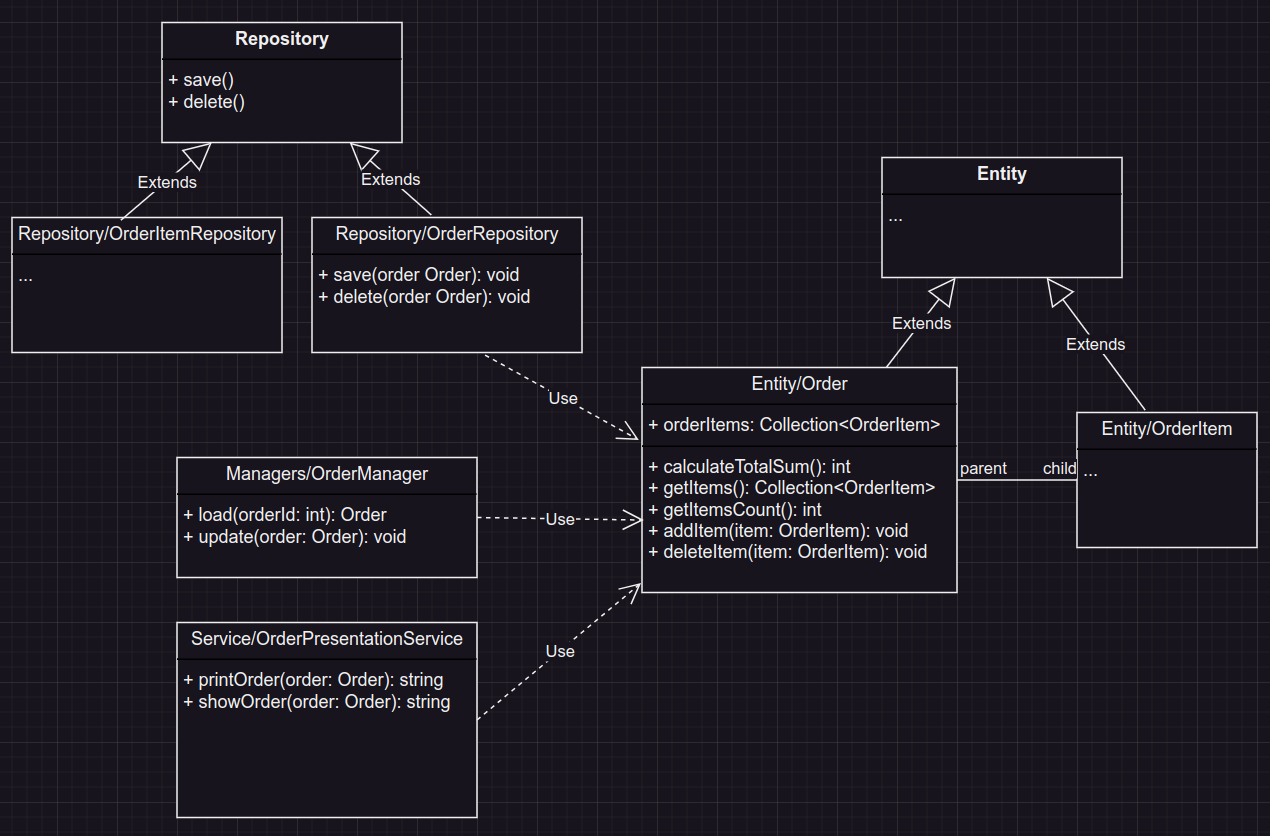 Repository
+ save()
+ delete()
Extends
Extends
Repository/OrderItemRepository
...
Repository/OrderRepository
+ save(order Order): void
+ delete(order Order): void
Entity
...
Extends
Extends
Use
Entity/Order
+ orderItems: Collection<OrderItem>
+ calculateTotalSum(): int
+ getItems(): Collection<OrderItem>
+ getItemsCount(): int
+ addItem(item: OrderItem): void
+ deleteItem(item: OrderItem): void
parent
child
Entity/OrderItem
...
Managers/OrderManager
+ load(orderId: int): Order
+ update(order: Order): void
Use
Service/OrderPresentationService
+ printOrder(order: Order): string
+ showOrder(order: Order): string
Use